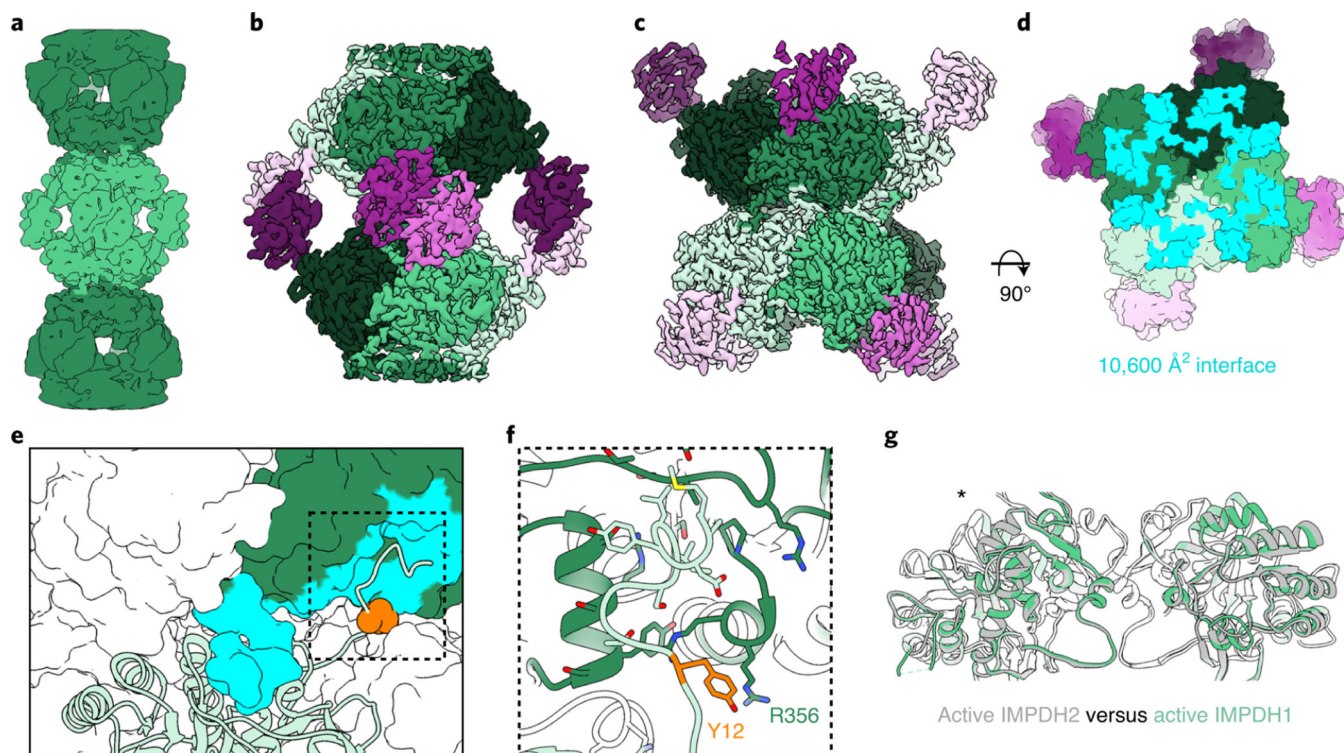 a
b
c
d
90°
10,600 Å² interface
e
f
g
*
R356
Y12
Active IMPDH2 versus active IMPDH1